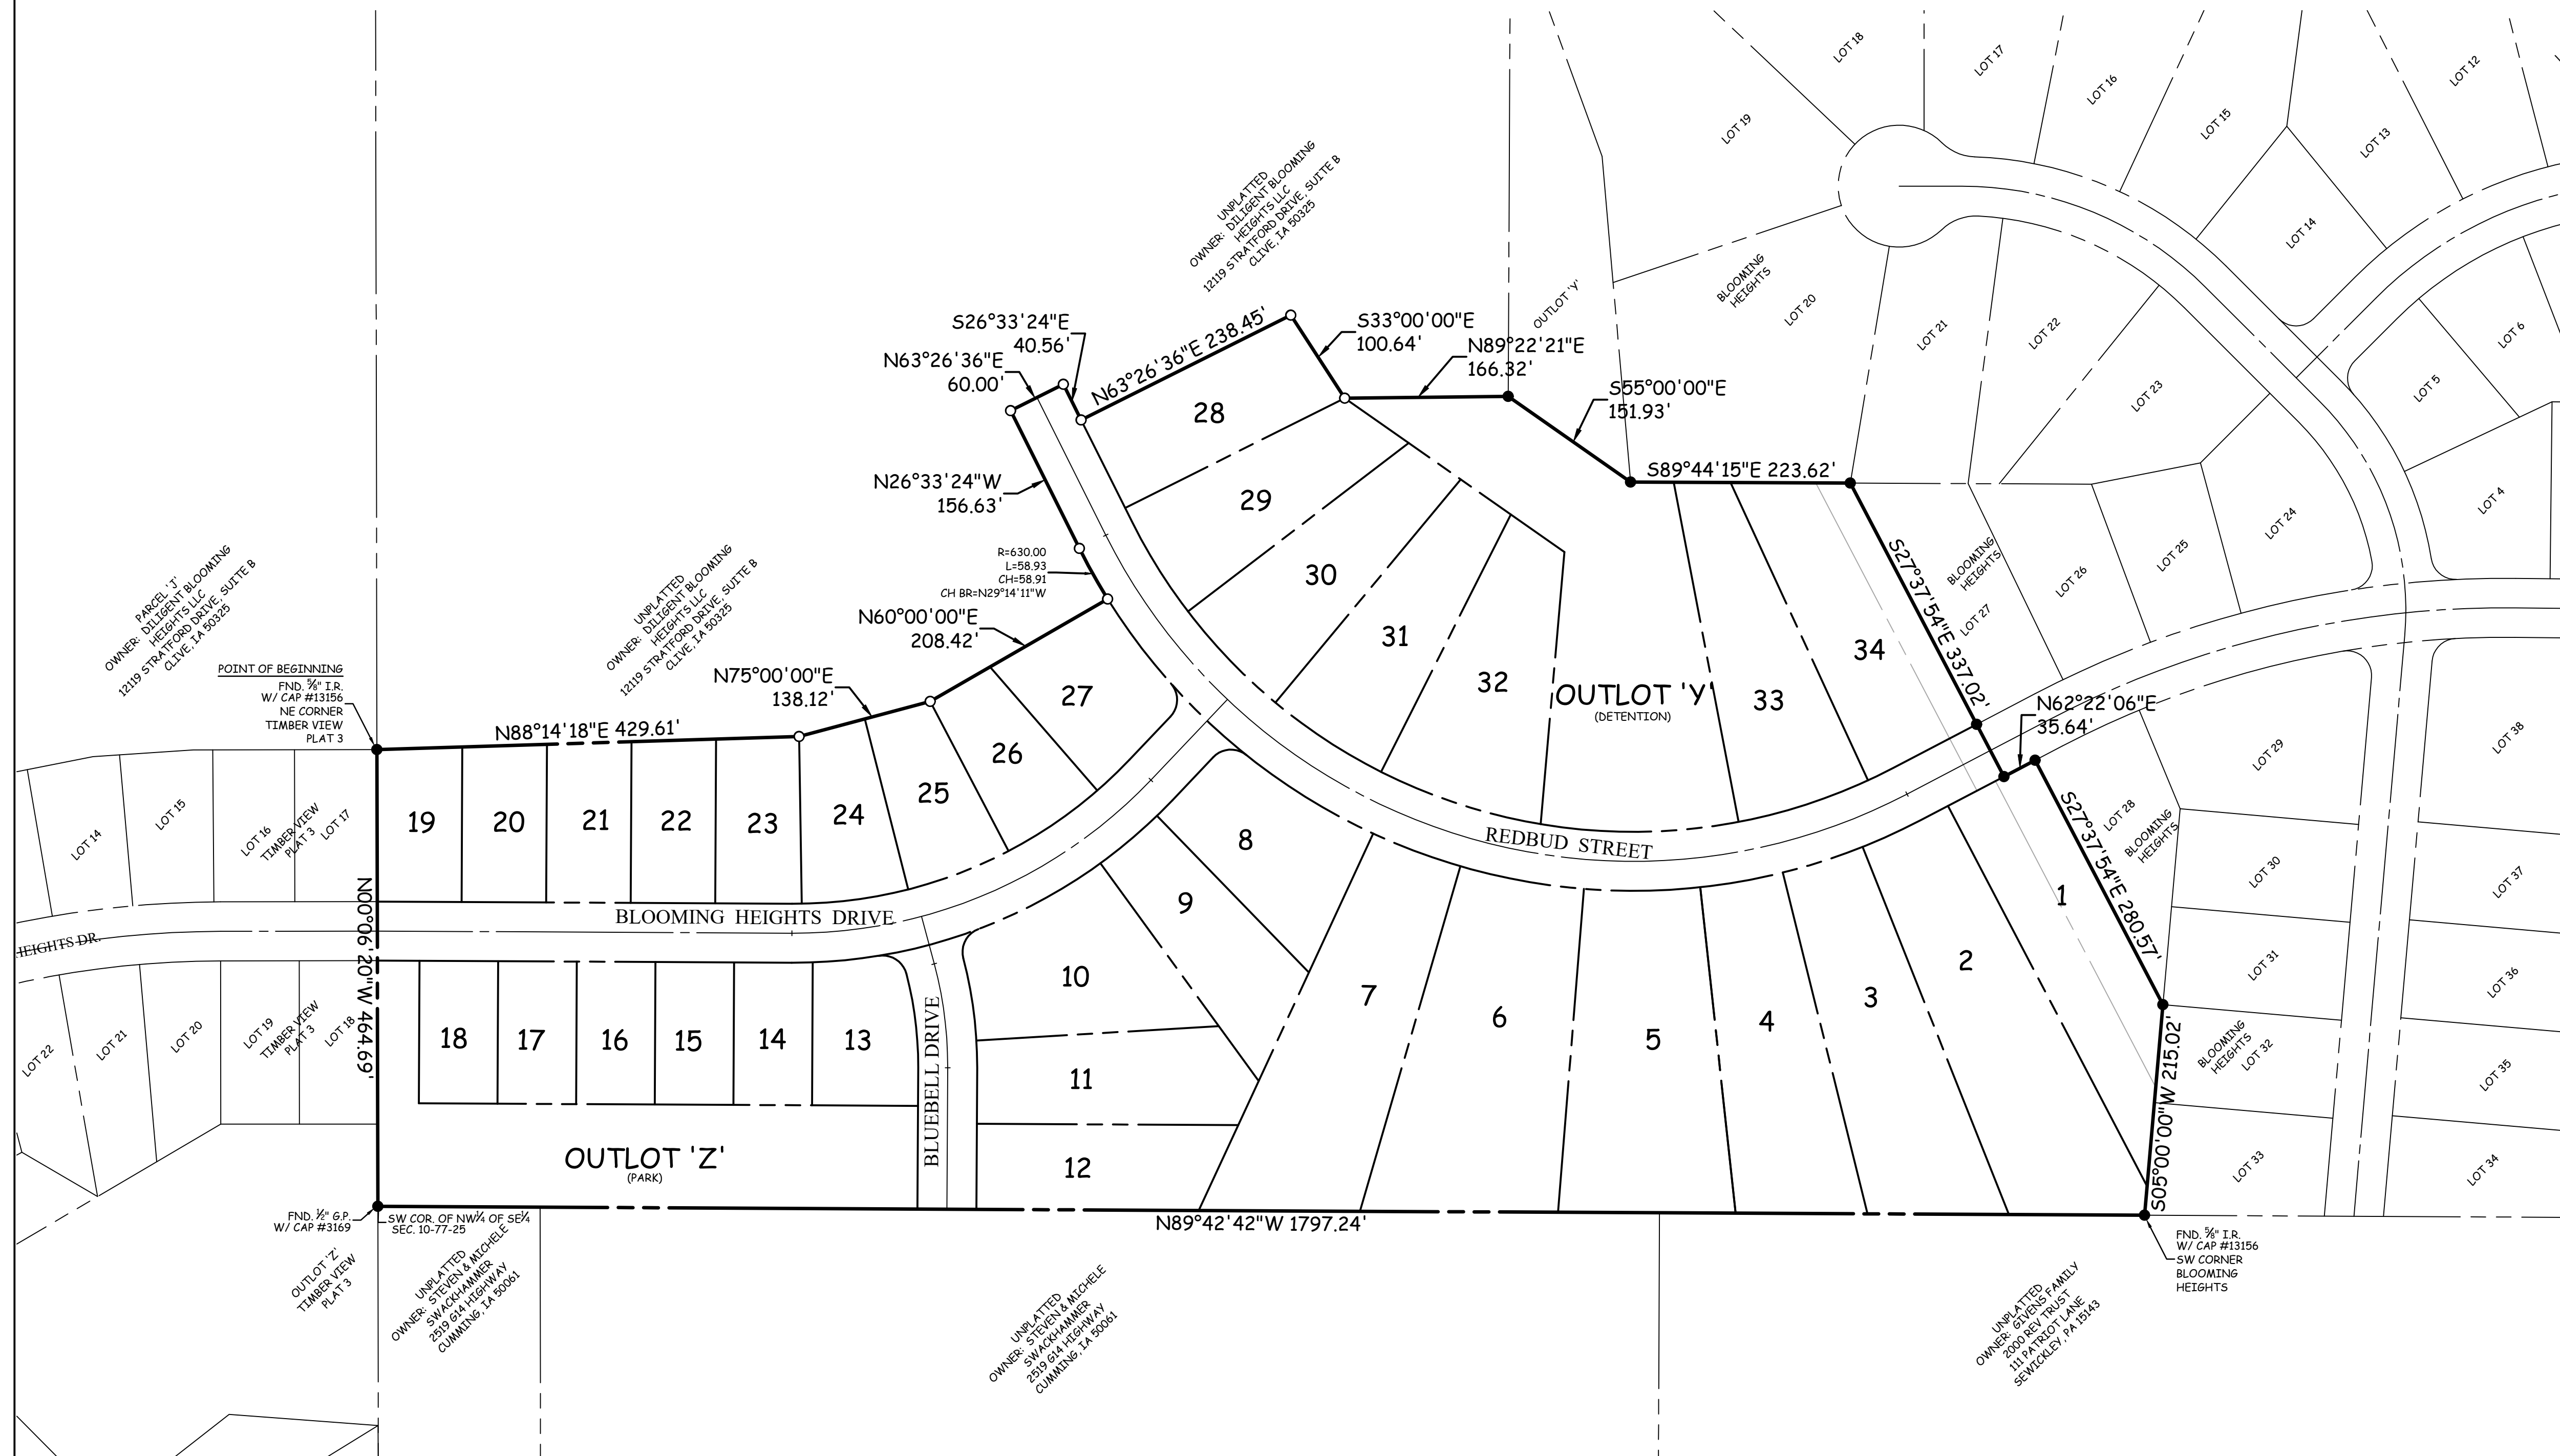 LOT 18
LOT 17
LOT 16
LOT 15
LOT 12
LOT 13
LOT 14
LOT 19
UNPLATTED
OWNER: DILIGENT BLOOMING
HEIGHTS LLC
12119 STRATFORD DRIVE, SUITE B
CLIVE, IA 50325
OUTLOT 'Y'
BLOOMING
HEIGHTS
LOT 20
LOT 21
LOT 22
LOT 23
LOT 24
LOT 25
LOT 26
LOT 6
LOT 5
LOT 4
S26°33'24"E
40.56'
N63°26'36"E
60.00'
N63°26'36"E 238.45'
S33°00'00"E
100.64'
N89°22'21"E
166.32'
S55°00'00"E
151.93'
S89°44'15"E 223.62'
N26°33'24"W
156.63'
R=630.00
L=58.93
CH=58.91
CH BR=N29°14'11"W
N60°00'00"E
208.42'
N75°00'00"E
138.12'
28
29
30
31
32
OUTLOT 'Y'
(DETENTION)
33
34
S27°37'54"E 337.02'
BLOOMING
HEIGHTS
LOT 27
N62°22'06"E
35.64'
PARCEL 'J'
OWNER: DILIGENT BLOOMING
HEIGHTS LLC
12119 STRATFORD DRIVE, SUITE B
CLIVE, IA 50325
UNPLATTED
OWNER: DILIGENT BLOOMING
HEIGHTS LLC
12119 STRATFORD DRIVE, SUITE B
CLIVE, IA 50325
POINT OF BEGINNING
FND. ⅝" I.R.
W/ CAP #13156
NE CORNER
TIMBER VIEW
PLAT 3
N88°14'18"E 429.61'
LOT 14
LOT 15
LOT 16
TIMBER VIEW
PLAT 3
LOT 17
19
20
21
22
23
24
25
26
27
HEIGHTS DR.
BLOOMING HEIGHTS DRIVE
REDBUD STREET
N00°06'20"W 464.69'
LOT 22
LOT 21
LOT 20
LOT 19
TIMBER VIEW
PLAT 3
LOT 18
18
17
16
15
14
13
BLUEBELL DRIVE
8
9
10
11
12
7
6
5
4
3
2
1
S27°37'54"E 280.57'
LOT 28
BLOOMING
HEIGHTS
LOT 29
LOT 38
LOT 30
LOT 37
LOT 31
LOT 36
BLOOMING
HEIGHTS
LOT 32
LOT 35
LOT 33
LOT 34
S05°00'00"W 215.02'
OUTLOT 'Z'
(PARK)
N89°42'42"W 1797.24'
FND. ½" G.P.
W/ CAP #3169
SW COR. OF NW¼ OF SE¼
SEC. 10-77-25
OUTLOT 'Z'
TIMBER VIEW
PLAT 3
UNPLATTED
OWNER: STEVEN & MICHELE
SWACKHAMMER
2519 G14 HIGHWAY
CUMMING, IA 50061
UNPLATTED
OWNER: STEVEN & MICHELE
SWACKHAMMER
2519 G14 HIGHWAY
CUMMING, IA 50061
UNPLATTED
OWNER: GIVENS FAMILY
2000 REV TRUST
111 PATRIOT LANE
SEWICKLEY, PA 15143
FND. ⅝" I.R.
W/ CAP #13156
SW CORNER
BLOOMING
HEIGHTS